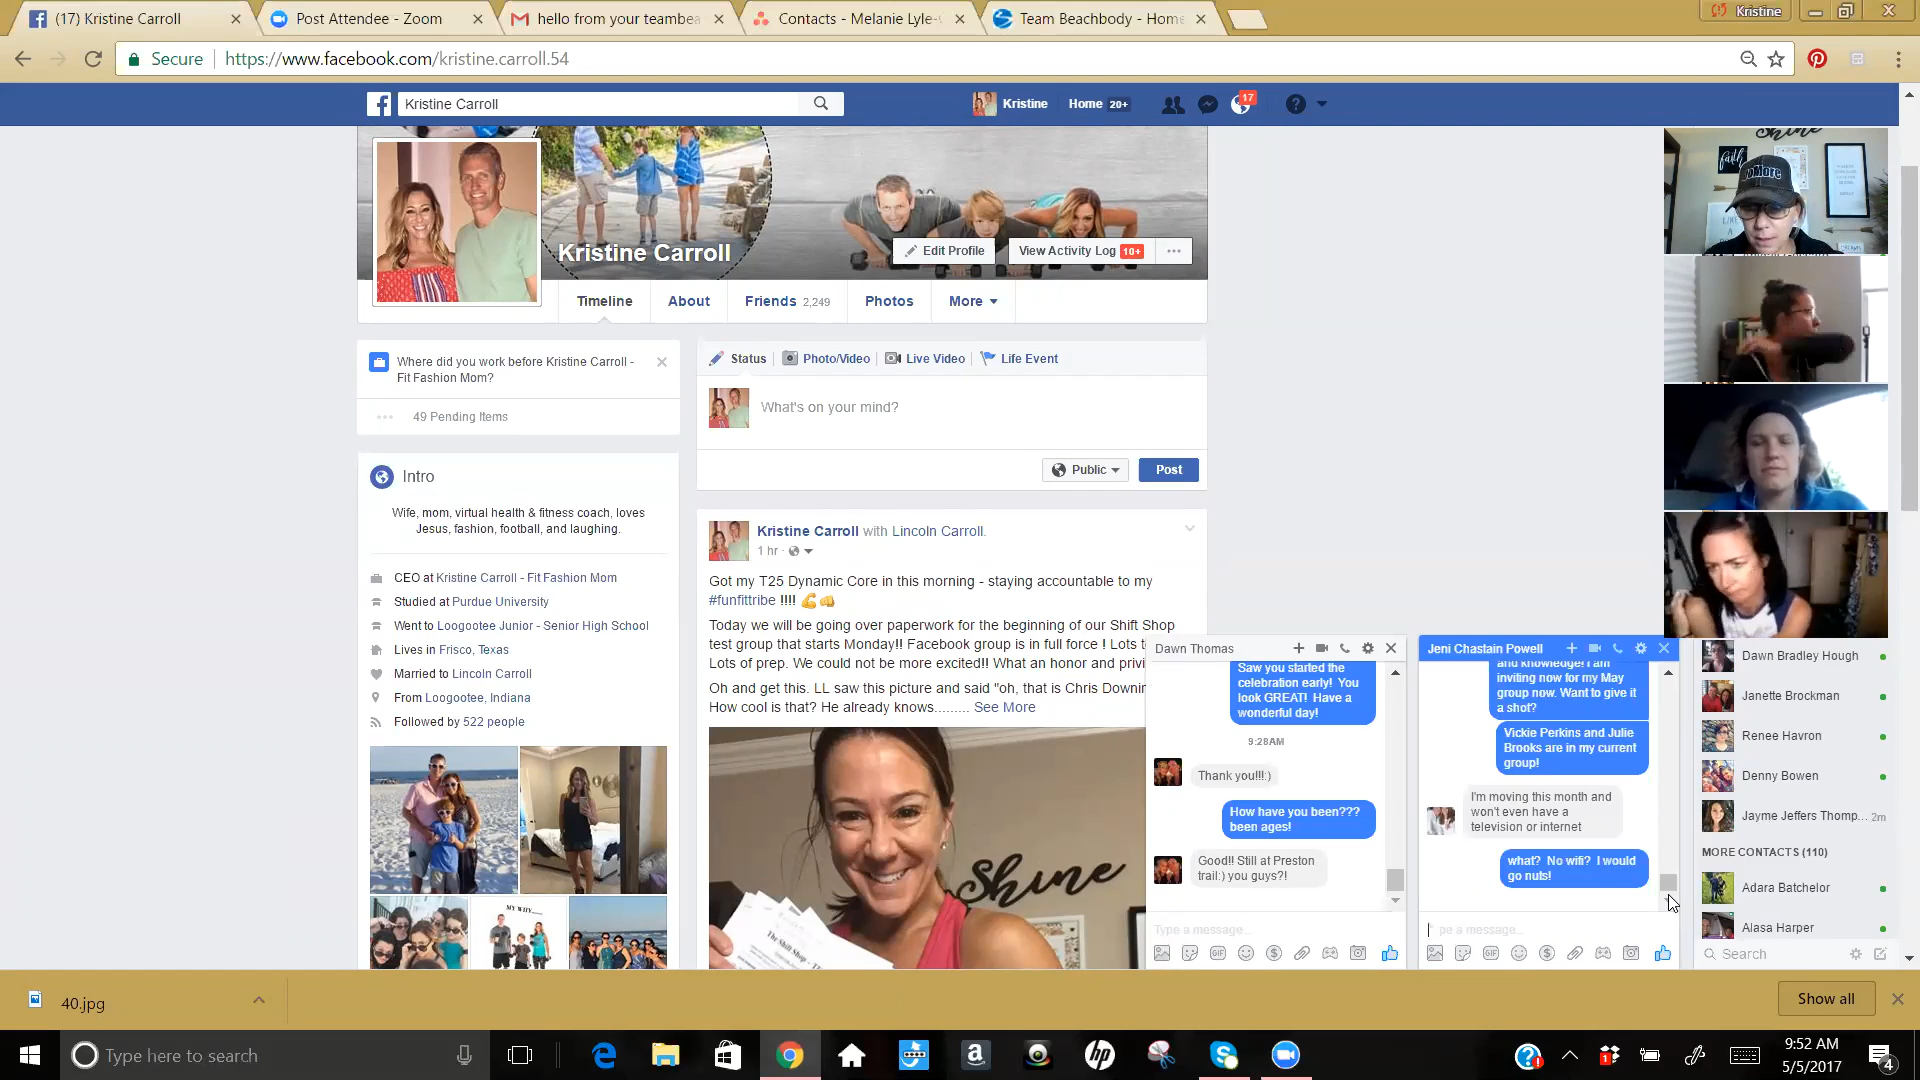 (17) Kristine Carroll
Post Attendee - Zoom
hello from your teambea
Contacts - Melanie Lyle-
Team Beachbody - Home
Kristine
Secure
https://www.facebook.com/kristine.carroll.54
Kristine Carroll
Kristine
Home 20+
17
Kristine Carroll
Edit Profile
View Activity Log 10+
Timeline
About
Friends 2,249
Photos
More
Where did you work before Kristine Carroll -
Fit Fashion Mom?
49 Pending Items
Intro
Wife, mom, virtual health & fitness coach, loves
Jesus, fashion, football, and laughing.
CEO at Kristine Carroll - Fit Fashion Mom
Studied at Purdue University
Went to Loogootee Junior - Senior High School
Lives in Frisco, Texas
Married to Lincoln Carroll
From Loogootee, Indiana
Followed by 522 people
MY WIFE......
Status
Photo/Video
Live Video
Life Event
What's on your mind?
Public
Post
Kristine Carroll with Lincoln Carroll.
1 hr
Got my T25 Dynamic Core in this morning - staying accountable to my
#funfittribe !!!!
Today we will be going over paperwork for the beginning of our Shift Shop
test group that starts Monday!! Facebook group is in full force ! Lots t
Lots of prep. We could not be more excited!! What an honor and privi
Oh and get this. LL saw this picture and said "oh, that is Chris Downin
How cool is that? He already knows......... See More
Shine
The Shift Shop
Dawn Thomas
Saw you started the
celebration early! You
look GREAT! Have a
wonderful day!
9:28AM
Thank you!!!:)
How have you been???
been ages!
Good!! Still at Preston
trail:) you guys?!
Type a message...
Jeni Chastain Powell
and knowledge! I am
inviting now for my May
group now. Want to give it
a shot?
Vickie Perkins and Julie
Brooks are in my current
group!
I'm moving this month and
won't even have a
television or internet
what? No wifi? I would
go nuts!
pe a message...
Shine
faith
Dawn Bradley Hough
Janette Brockman
Renee Havron
Denny Bowen
Jayme Jeffers Thomp... 2m
MORE CONTACTS (110)
Adara Batchelor
Alasa Harper
Search
40.jpg
Show all
Type here to search
9:52 AM
5/5/2017
4